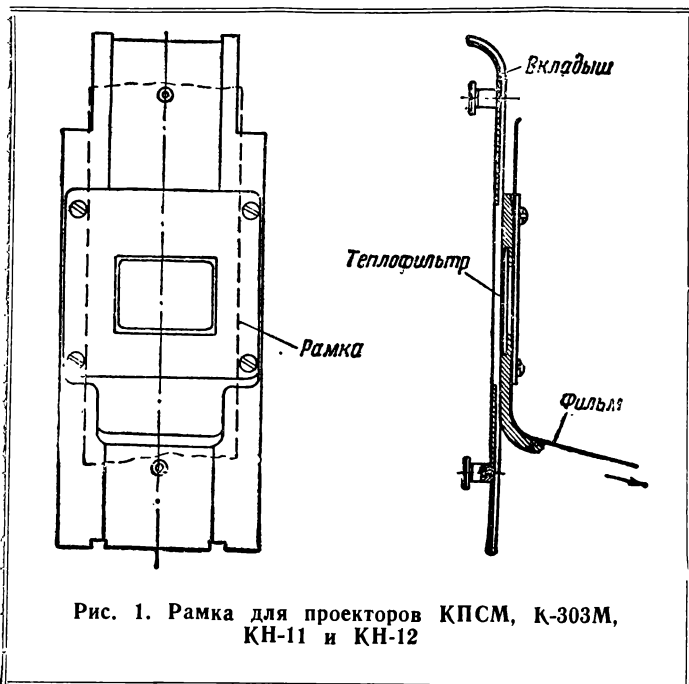 Вкладыш
Теплофильтр
Рамка
Фильм
Рис. 1. Рамка для проекторов КПСМ, К-303М,
КН-11 и КН-12